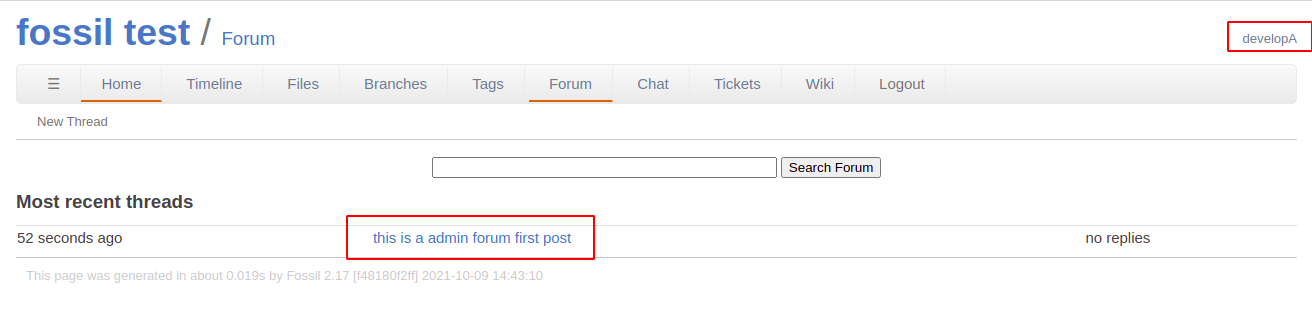 fossil test / Forum
developA
☰ Home Timeline Files Branches Tags Forum Chat Tickets Wiki Logout
New Thread
Search Forum
Most recent threads
52 seconds ago this is a admin forum first post no replies
This page was generated in about 0.019s by Fossil 2.17 [f48180f2ff] 2021-10-09 14:43:10